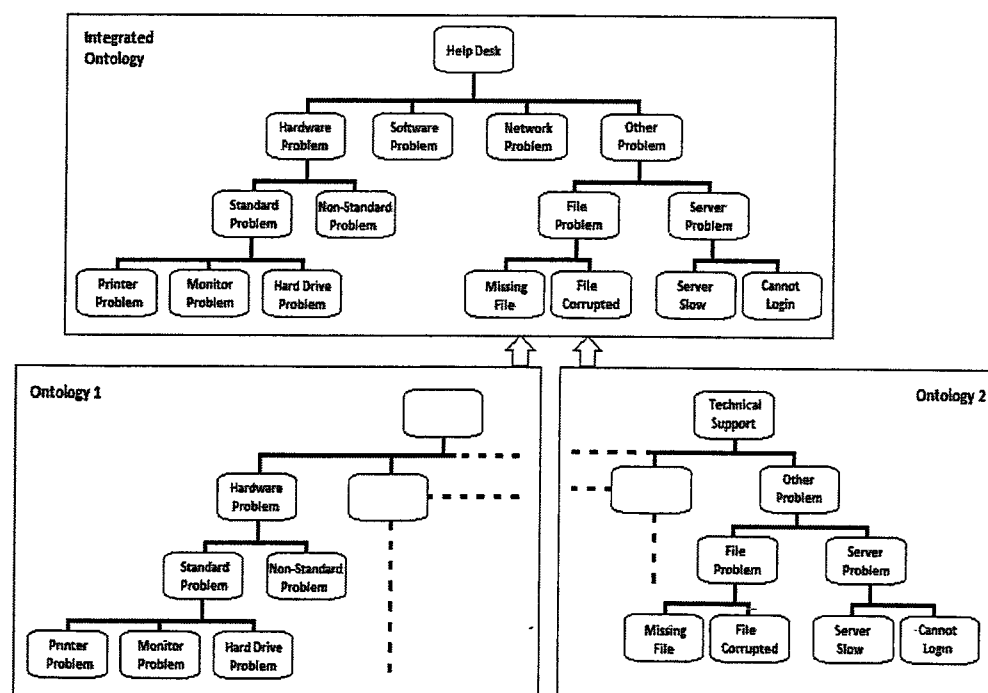 Integrated
Ontology
Help Desk
Hardware
Problem
Software
Problem
Network
Problem
Other
Problem
Standard
Problem
Non-Standard
Problem
File
Problem
Server
Problem
Printer
Problem
Monitor
Problem
Hard Drive
Problem
Missing
File
File
Corrupted
Server
Slow
Cannot
Login
Ontology 1
Hardware
Problem
Standard
Problem
Non-Standard
Problem
Printer
Problem
Monitor
Problem
Hard Drive
Problem
Ontology 2
Technical
Support
Other
Problem
File
Problem
Server
Problem
Missing
File
File
Corrupted
Server
Slow
Cannot
Login